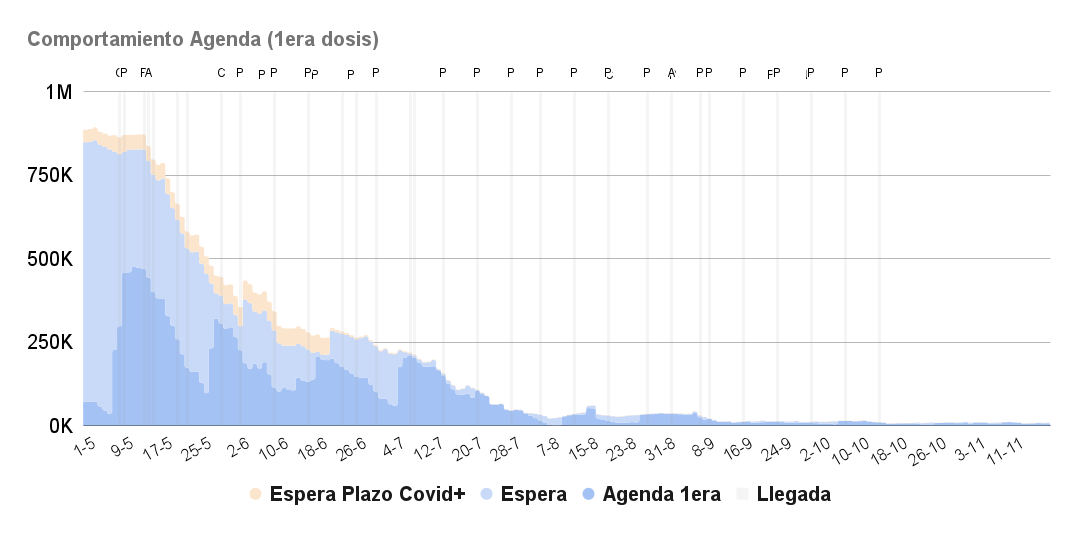 Comportamiento Agenda (1era dosis)
P A C P P P P P P P P P P P P P P A P P P P P P P
1M
750K
500K
250K
0K
1-5 9-5 17-5 25-5 2-6 10-6 18-6 26-6 4-7 12-7 20-7 28-7 7-8 15-8 23-8 31-8 8-9 16-9 24-9 2-10 10-10 18-10 26-10 3-11 11-11
Espera Plazo Covid+ Espera Agenda 1era Llegada